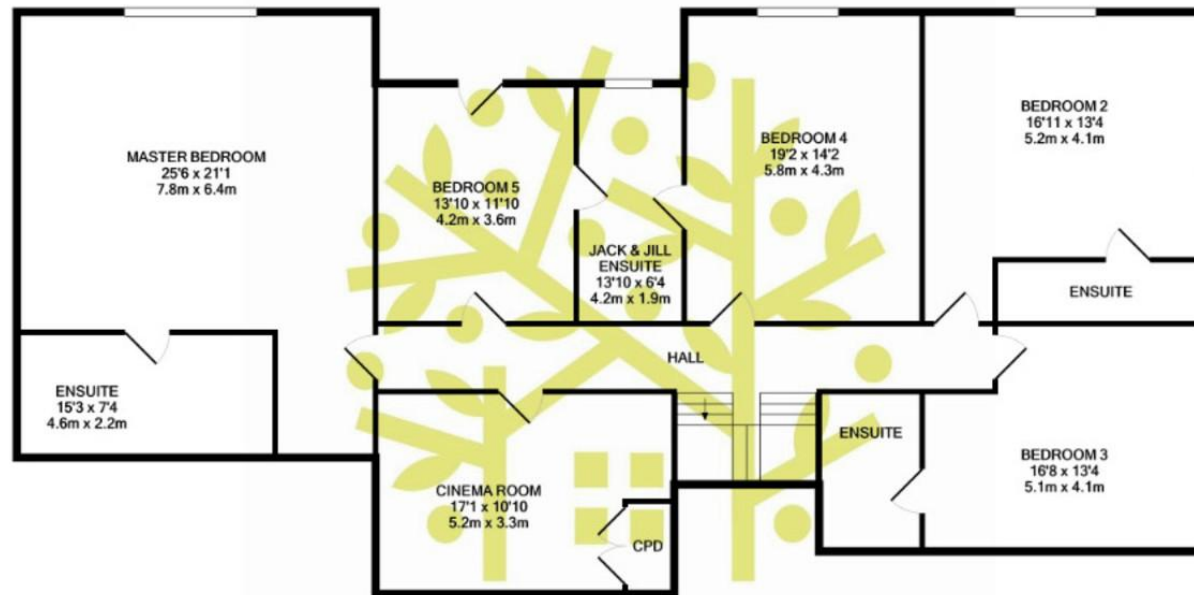 MASTER BEDROOM
25'6 x 21'1
7.8m x 6.4m
BEDROOM 5
13'10 x 11'10
4.2m x 3.6m
JACK & JILL
ENSUITE
13'10 x 6'4
4.2m x 1.9m
BEDROOM 4
19'2 x 14'2
5.8m x 4.3m
BEDROOM 2
16'11 x 13'4
5.2m x 4.1m
ENSUITE
HALL
ENSUITE
15'3 x 7'4
4.6m x 2.2m
CINEMA ROOM
17'1 x 10'10
5.2m x 3.3m
CPD
ENSUITE
BEDROOM 3
16'8 x 13'4
5.1m x 4.1m